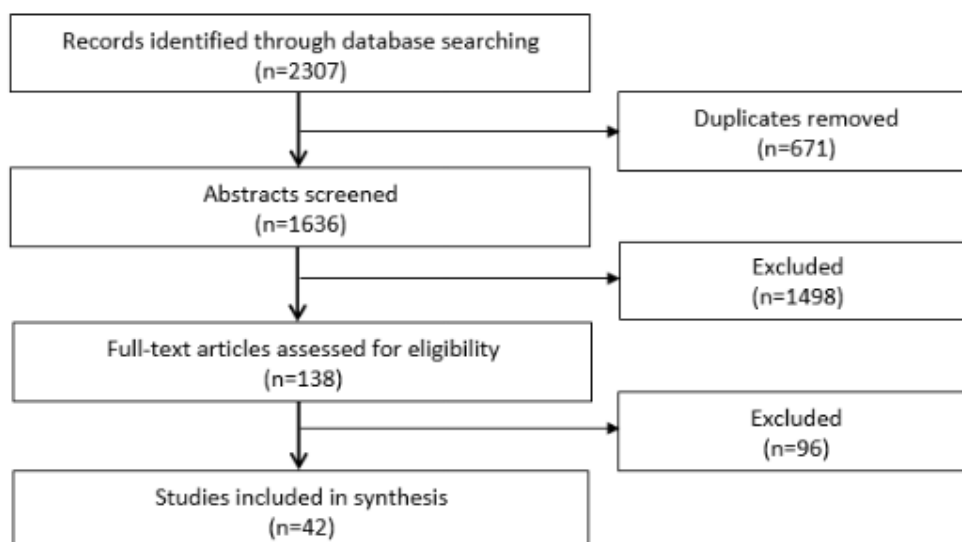 Records identified through database searching
(n=2307)
Duplicates removed
(n=671)
Abstracts screened
(n=1636)
Excluded
(n=1498)
Full-text articles assessed for eligibility
(n=138)
Excluded
(n=96)
Studies included in synthesis
(n=42)